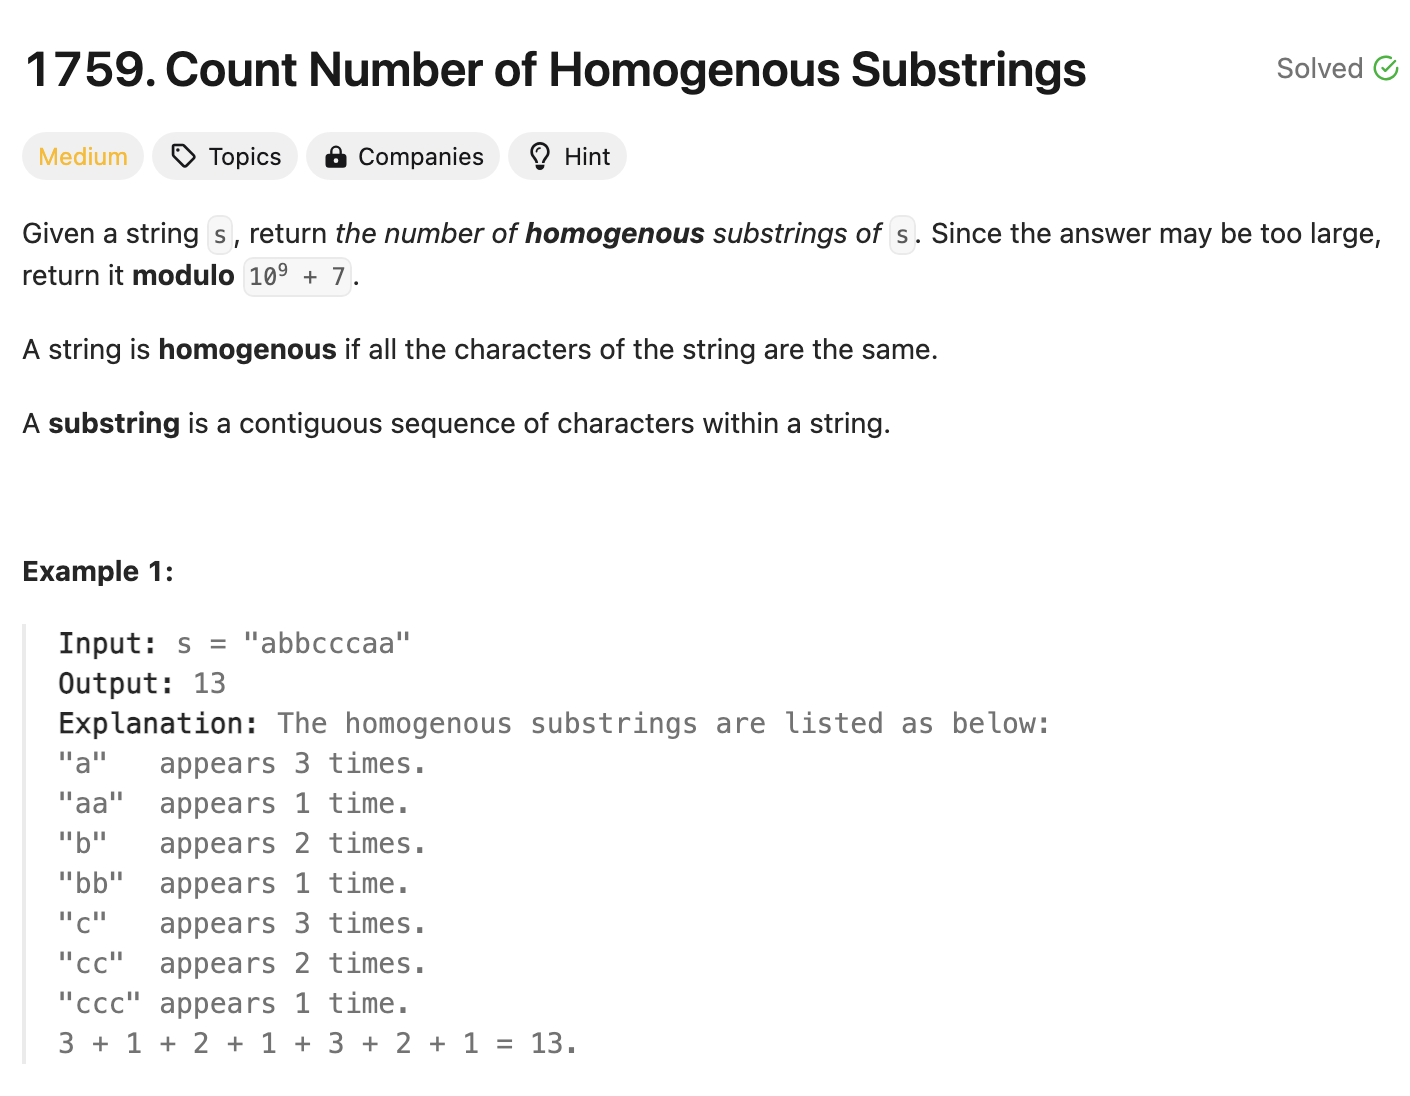 1759. Count Number of Homogenous Substrings
Solved
Medium Topics Companies Hint
Given a string s, return the number of homogenous substrings of s. Since the answer may be too large,
return it modulo 10⁹ + 7.
A string is homogenous if all the characters of the string are the same.
A substring is a contiguous sequence of characters within a string.
Example 1:
Input: s = "abbcccaa"
Output: 13
Explanation: The homogenous substrings are listed as below:
"a"   appears 3 times.
"aa"  appears 1 time.
"b"   appears 2 times.
"bb"  appears 1 time.
"c"   appears 3 times.
"cc"  appears 2 times.
"ccc" appears 1 time.
3 + 1 + 2 + 1 + 3 + 2 + 1 = 13.